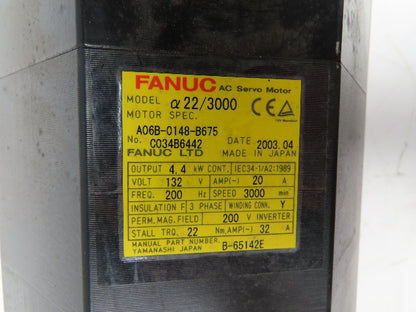 FANUC AC Servo Motor
MODEL α22/3000 CE
MOTOR SPEC.
A06B-0148-B675
No. C034B6442 DATE 2003.04
FANUC LTD MADE IN JAPAN
OUTPUT 4.4 kW CONT. IEC34-1/A2:1989
VOLT 132 V AMP(~) 20 A
FREQ. 200 Hz SPEED 3000 min
INSULATION F 3 PHASE WINDING CONN. Y
PERM.MAG.FIELD 200 V INVERTER
STALL TRQ. 22 Nm, AMP(~) 32 A
MANUAL PART NUMBER B-65142E
YAMANASHI JAPAN